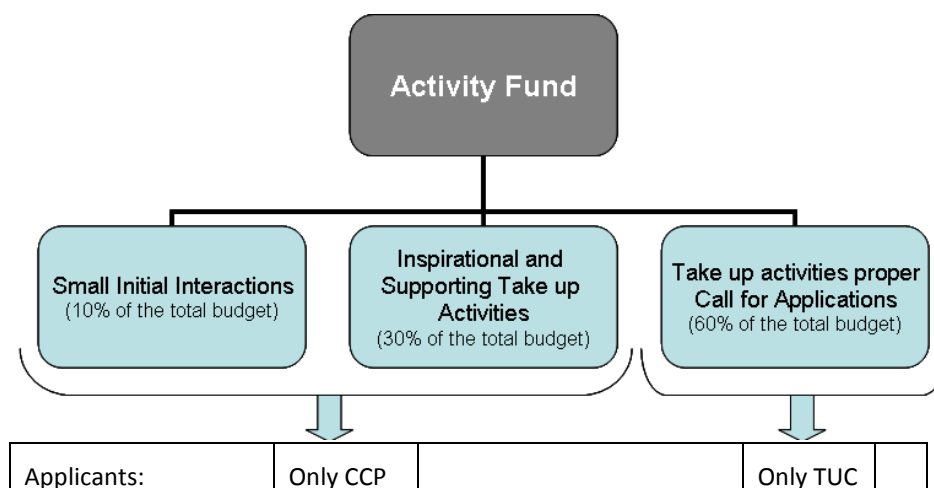 Activity Fund
Small Initial Interactions
(10% of the total budget)
Inspirational and
Supporting Take up
Activities
(30% of the total budget)
Take up activities proper
Call for Applications
(60% of the total budget)
Applicants: Only CCP Only TUC